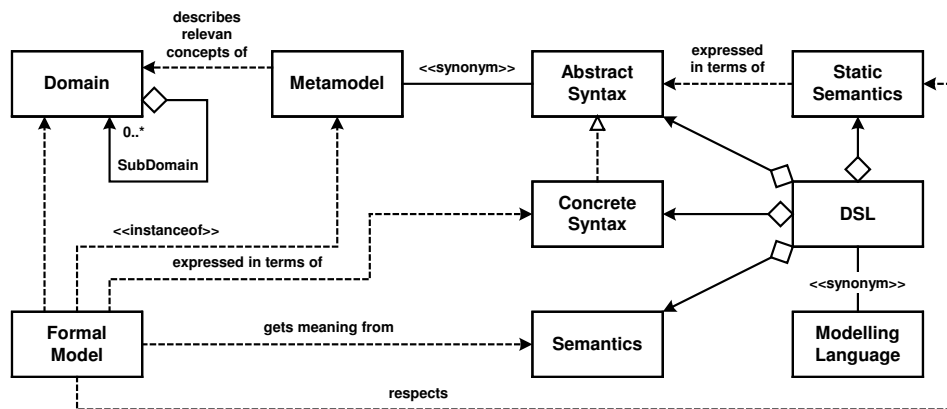 describes
relevan
concepts of
Domain
Metamodel
<<synonym>>
Abstract
Syntax
expressed
in terms of
Static
Semantics
0..*
SubDomain
Concrete
Syntax
DSL
<<instanceof>>
expressed in terms of
<<synonym>>
Formal
Model
gets meaning from
Semantics
Modelling
Language
respects